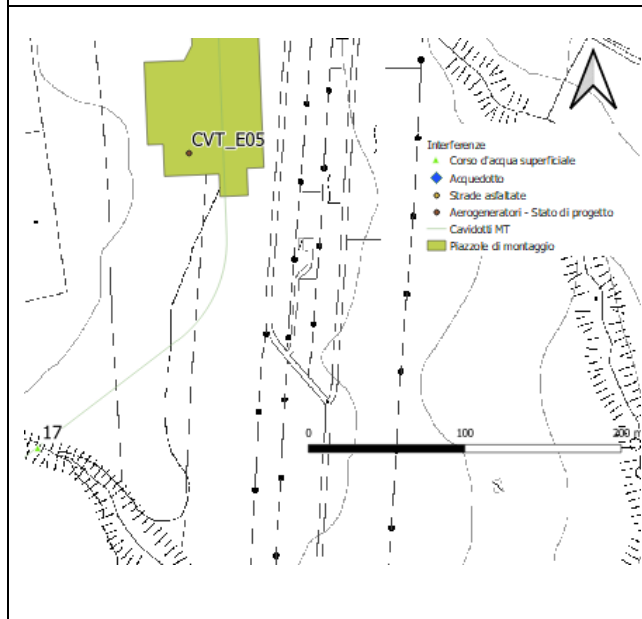 CVT_E05
Interferenze
Corso d'acqua superficiale
Acquedotto
Strade asfaltate
Aerogeneratori - Stato di progetto
Cavidotti MT
Piazzole di montaggio
17
0 100 200 m